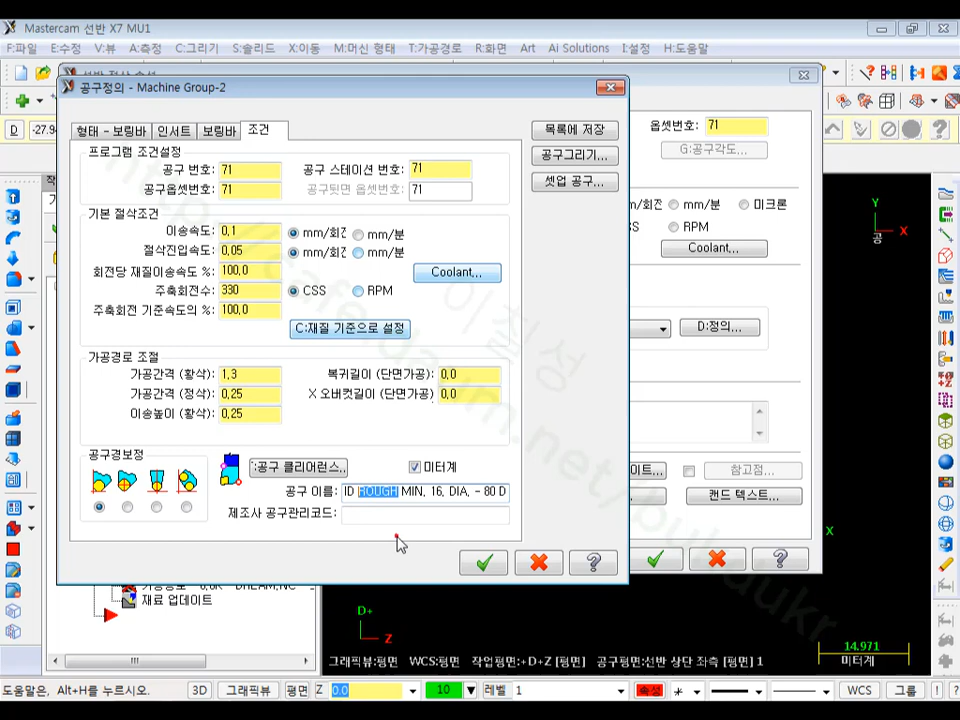 Mastercam 선반 X7 MU1
F:파일 E:수정 V:뷰 A:측정 C:그리기 S:솔리드 X:이동 M:머신 형태 T:가공경로 R:화면 Art Ai Solutions I:설정 H:도움말
공구정의 - Machine Group-2
형태 - 보링바 인서트 보링바 조건
목록에 저장
공구그리기...
셋업 공구...
프로그램 조건설정
공구 번호: 71 공구 스테이션 번호: 71
공구옵셋번호: 71 공구뒷면 옵셋번호: 71
기본 절삭조건
이송속도: 0,1 mm/회전 mm/분
절삭진입속도: 0,05 mm/회전 mm/분
회전당 재질이송속도 %: 100,0 Coolant...
주축회전수: 330 CSS RPM
주축회전 기준속도의 %: 100,0
C:재질 기준으로 설정
가공경로 조절
가공간격 (황삭): 1,3 복귀길이 (단면가공): 0,0
가공간격 (정삭): 0,25 X 오버컷길이 (단면가공) 0,0
이송높이 (황삭): 0,25
공구경보정
:공구 클리어런스.. 미터계
공구 이름: ID ROUGH MIN, 16, DIA, - 80 D
제조사 공구관리코드:
옵셋번호: 71
G:공구각도...
mm/분 미크론
RPM
Coolant...
D:정의...
참고점...
캔드 텍스트...
D -27.9
재료 업데이트
Y
X
공
X
D+
Z
14.971
미터계
그래픽뷰:평면 WCS:평면 작업평면:+D+Z [평면] 공구평면:선반 상단 좌측 [평면] 1
도움말은, Alt+H를 누르시오. 3D 그래픽뷰 평면 Z 0.0 10 레벨 1 속성 WCS 그룹 ! ?
http://cafe.daum.net/bukdukr
이철성